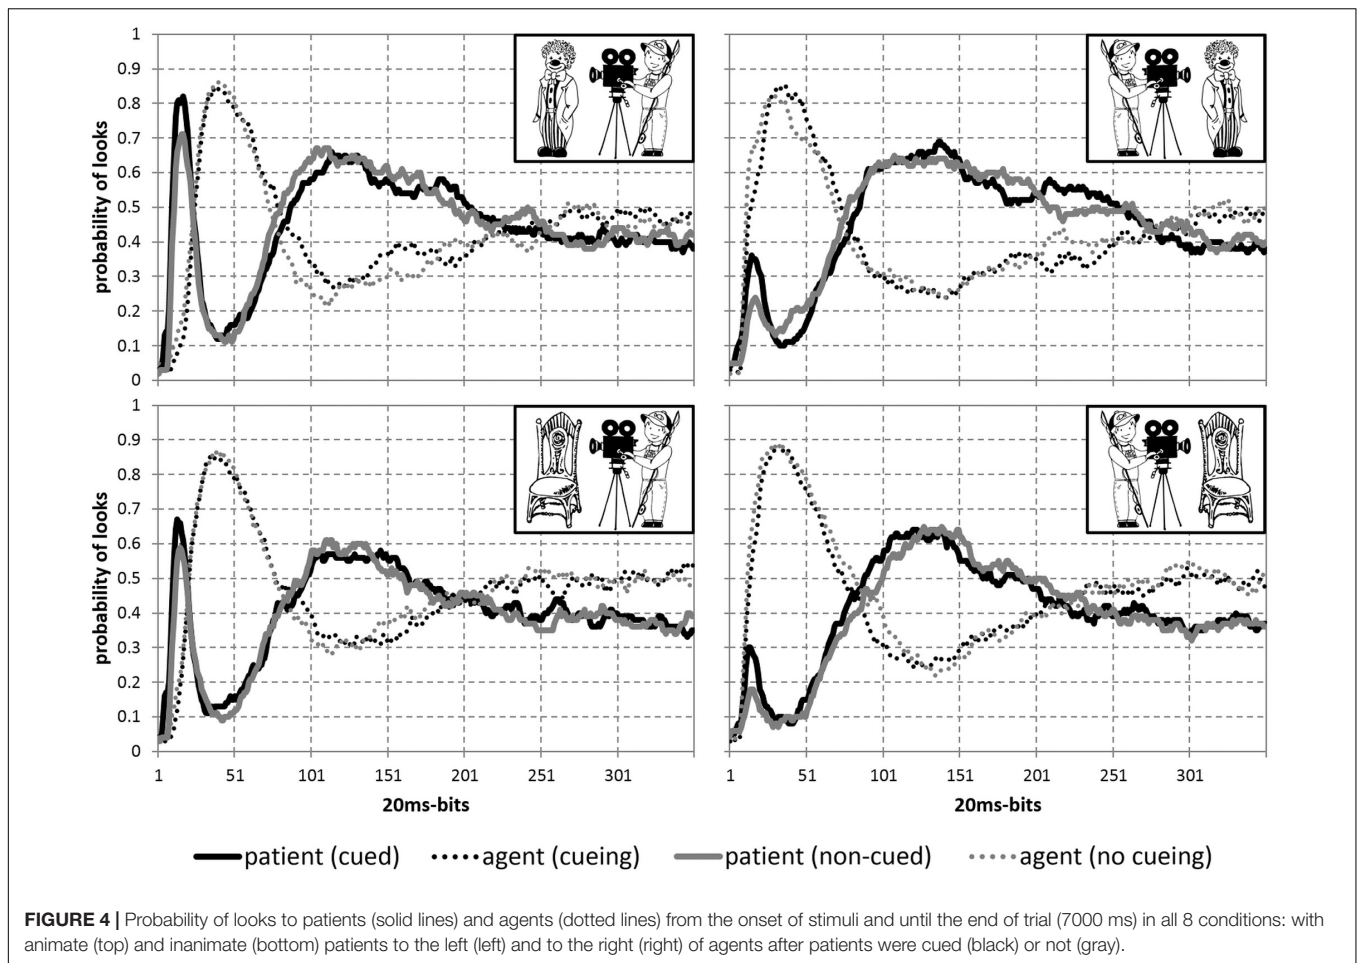 1
0.9
0.8
0.7
0.6
0.5
0.4
0.3
0.2
0.1
0
probability of looks
1
0.9
0.8
0.7
0.6
0.5
0.4
0.3
0.2
0.1
0
probability of looks
1 51 101 151 201 251 301
1 51 101 151 201 251 301
20ms-bits
20ms-bits
patient (cued) agent (cueing) patient (non-cued) agent (no cueing)
FIGURE 4 | Probability of looks to patients (solid lines) and agents (dotted lines) from the onset of stimuli and until the end of trial (7000 ms) in all 8 conditions: with
animate (top) and inanimate (bottom) patients to the left (left) and to the right (right) of agents after patients were cued (black) or not (gray).